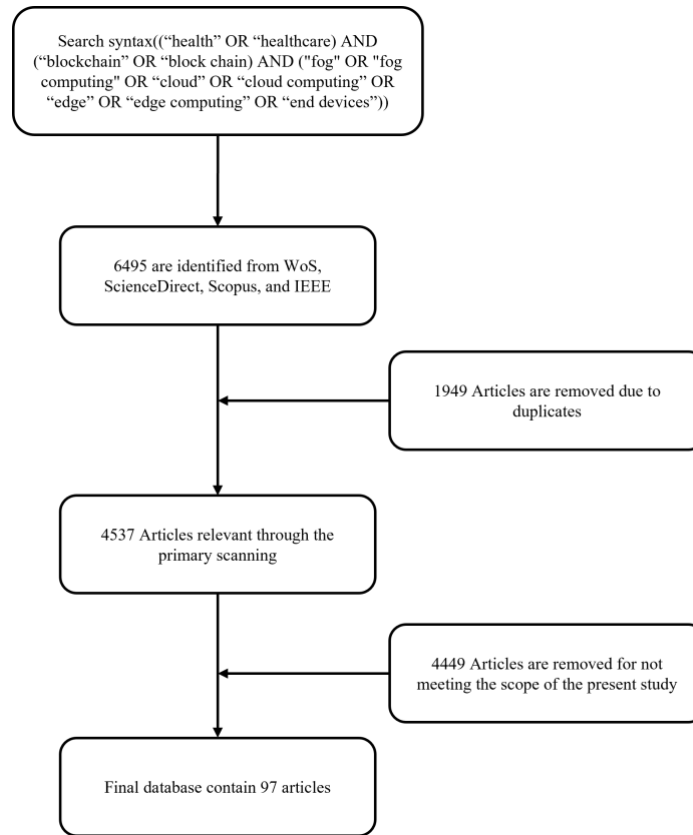 Search syntax((“health” OR “healthcare) AND
(“blockchain” OR “block chain) AND ("fog" OR "fog
computing" OR “cloud” OR “cloud computing” OR
“edge” OR “edge computing” OR “end devices”))
6495 are identified from WoS,
ScienceDirect, Scopus, and IEEE
1949 Articles are removed due to
duplicates
4537 Articles relevant through the
primary scanning
4449 Articles are removed for not
meeting the scope of the present study
Final database contain 97 articles